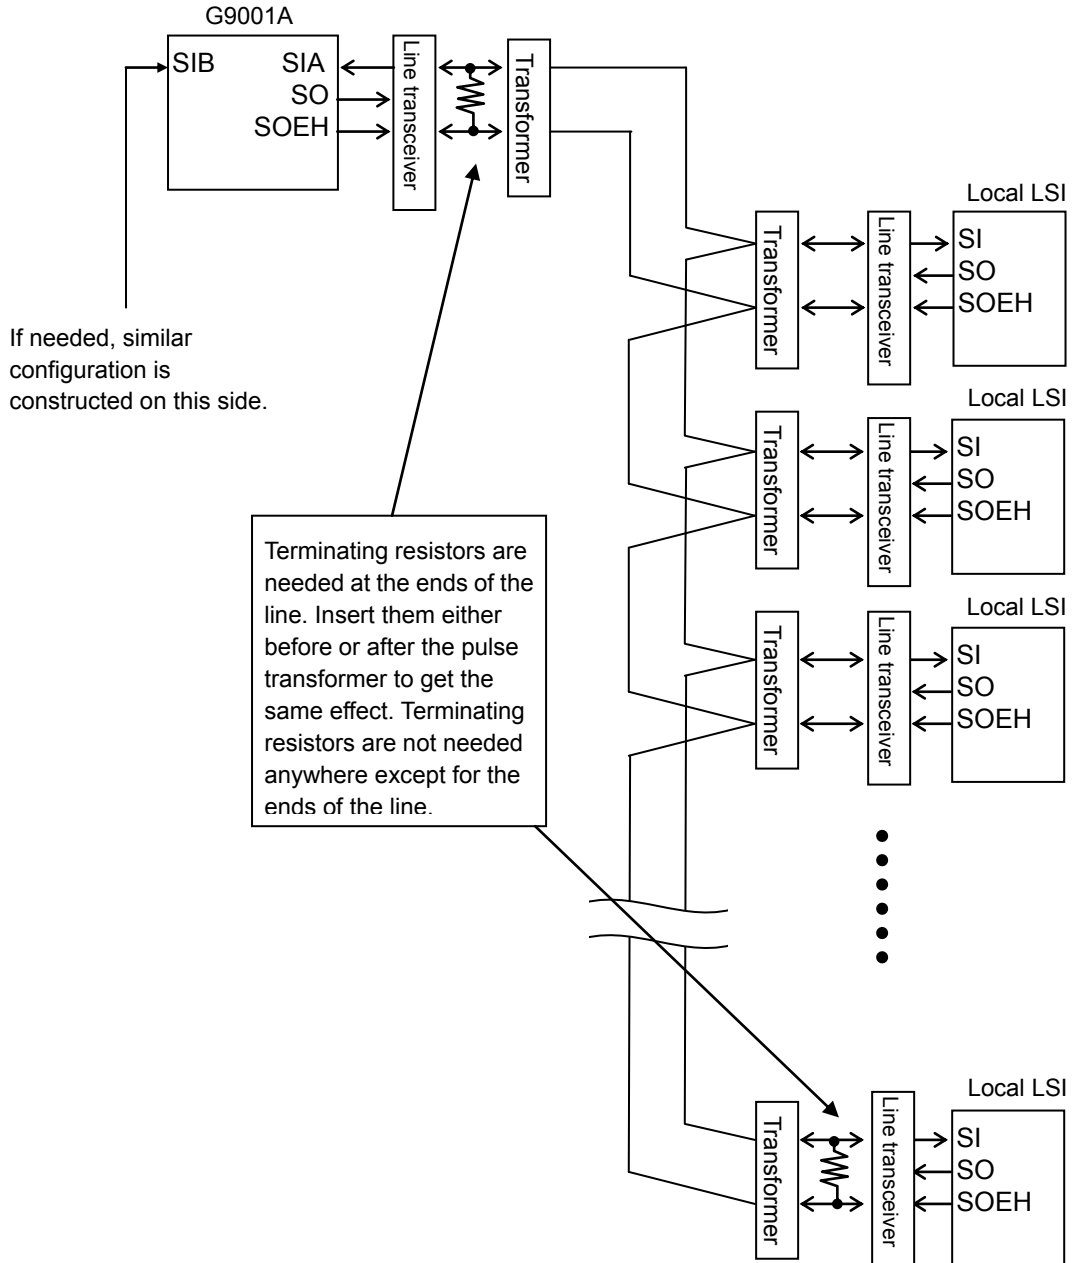 G9001A
SIB
SIA
SO
SOEH
Line transceiver
Transformer
If needed, similar
configuration is
constructed on this side.
Local LSI
Transformer
Line transceiver
SI
SO
SOEH
Local LSI
Transformer
Line transceiver
SI
SO
SOEH
Terminating resistors are
needed at the ends of the
line. Insert them either
before or after the pulse
transformer to get the
same effect. Terminating
resistors are not needed
anywhere except for the
ends of the line.
Local LSI
Transformer
Line transceiver
SI
SO
SOEH
Local LSI
Transformer
Line transceiver
SI
SO
SOEH